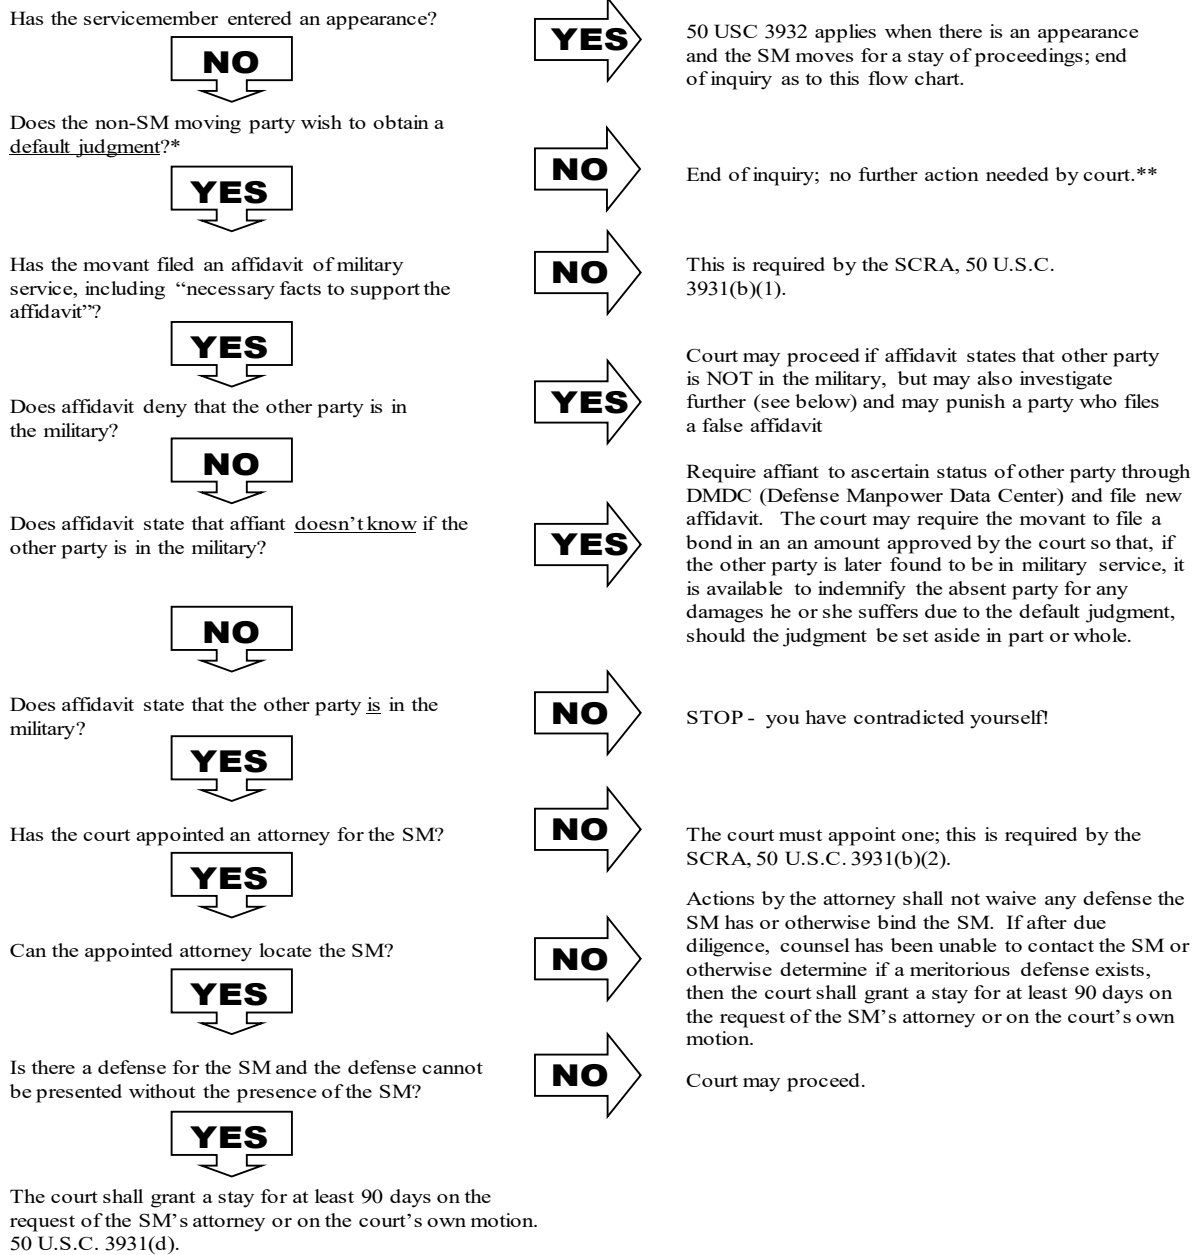 Has the servicemember entered an appearance?
YES
50 USC 3932 applies when there is an appearance
and the SM moves for a stay of proceedings; end
of inquiry as to this flow chart.
NO
Does the non-SM moving party wish to obtain a
default judgment?*
NO
End of inquiry; no further action needed by court.**
YES
Has the movant filed an affidavit of military
service, including “necessary facts to support the
affidavit”?
NO
This is required by the SCRA, 50 U.S.C.
3931(b)(1).
YES
Does affidavit deny that the other party is in
the military?
YES
Court may proceed if affidavit states that other party
is NOT in the military, but may also investigate
further (see below) and may punish a party who files
a false affidavit
NO
Does affidavit state that affiant doesn’t know if the
other party is in the military?
YES
Require affiant to ascertain status of other party through
DMDC (Defense Manpower Data Center) and file new
affidavit. The court may require the movant to file a
bond in an an amount approved by the court so that, if
the other party is later found to be in military service, it
is available to indemnify the absent party for any
damages he or she suffers due to the default judgment,
should the judgment be set aside in part or whole.
NO
Does affidavit state that the other party is in the
military?
NO
STOP - you have contradicted yourself!
YES
Has the court appointed an attorney for the SM?
NO
The court must appoint one; this is required by the
SCRA, 50 U.S.C. 3931(b)(2).
YES
Can the appointed attorney locate the SM?
NO
Actions by the attorney shall not waive any defense the
SM has or otherwise bind the SM. If after due
diligence, counsel has been unable to contact the SM or
otherwise determine if a meritorious defense exists,
then the court shall grant a stay for at least 90 days on
the request of the SM’s attorney or on the court’s own
motion.
YES
Is there a defense for the SM and the defense cannot
be presented without the presence of the SM?
NO
Court may proceed.
YES
The court shall grant a stay for at least 90 days on the
request of the SM’s attorney or on the court’s own motion.
50 U.S.C. 3931(d).